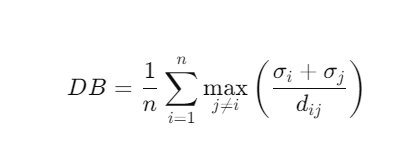 DB = \frac{1}{n} \sum_{i=1}^{n} \max_{j \neq i} \left( \frac{\sigma_i + \sigma_j}{d_{ij}} \right)